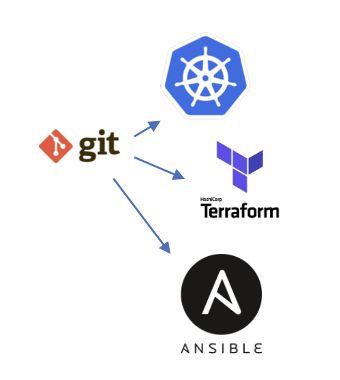 git
HashiCorp
Terraform
ANSIBLE